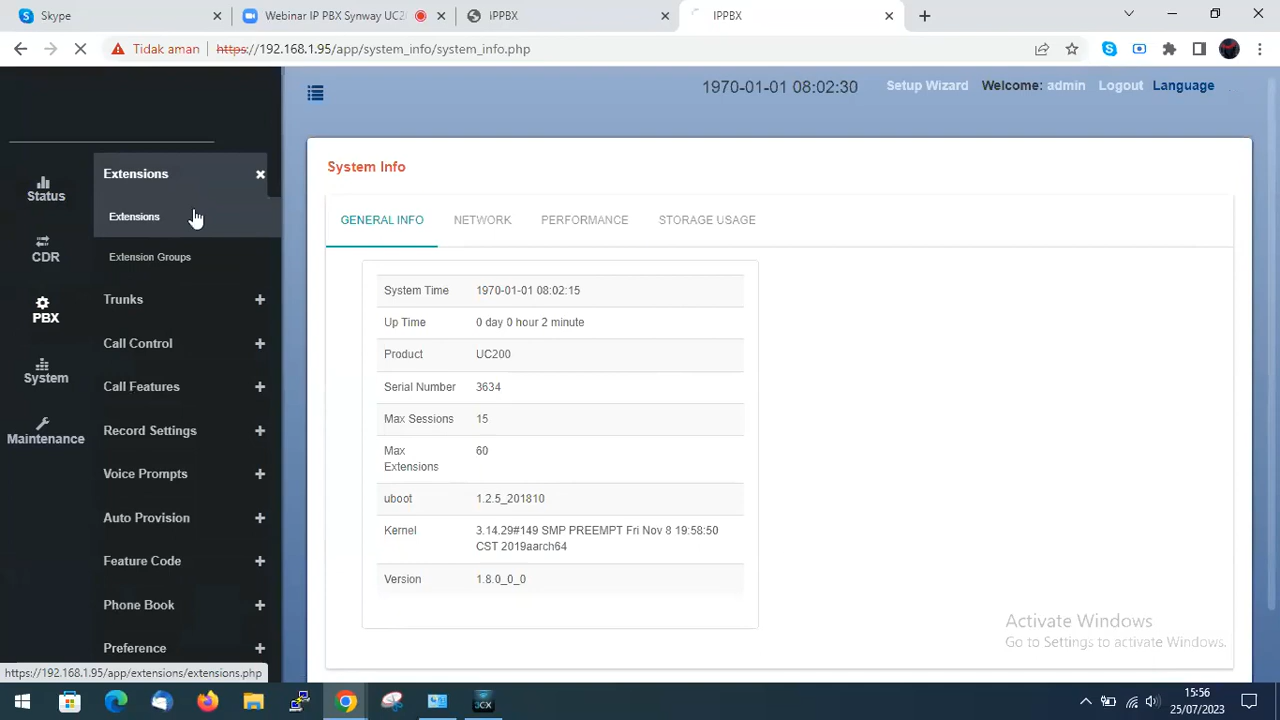 Skype
Webinar IP PBX Synway UC2
IPPBX
IPPBX
Tidak aman
https://192.168.1.95/app/system_info/system_info.php
1970-01-01 08:02:30
Setup Wizard
Welcome: admin
Logout
Language
Status
CDR
PBX
System
Maintenance
Extensions
Extensions
Extension Groups
Trunks
Call Control
Call Features
Record Settings
Voice Prompts
Auto Provision
Feature Code
Phone Book
Preference
System Info
GENERAL INFO
NETWORK
PERFORMANCE
STORAGE USAGE
System Time 1970-01-01 08:02:15
Up Time 0 day 0 hour 2 minute
Product UC200
Serial Number 3634
Max Sessions 15
Max Extensions 60
uboot 1.2.5_201810
Kernel 3.14.29#149 SMP PREEMPT Fri Nov 8 19:58:50
CST 2019aarch64
Version 1.8.0_0_0
Activate Windows
Go to Settings to activate Windows.
https://192.168.1.95/app/extensions/extensions.php
3CX
15:56
25/07/2023